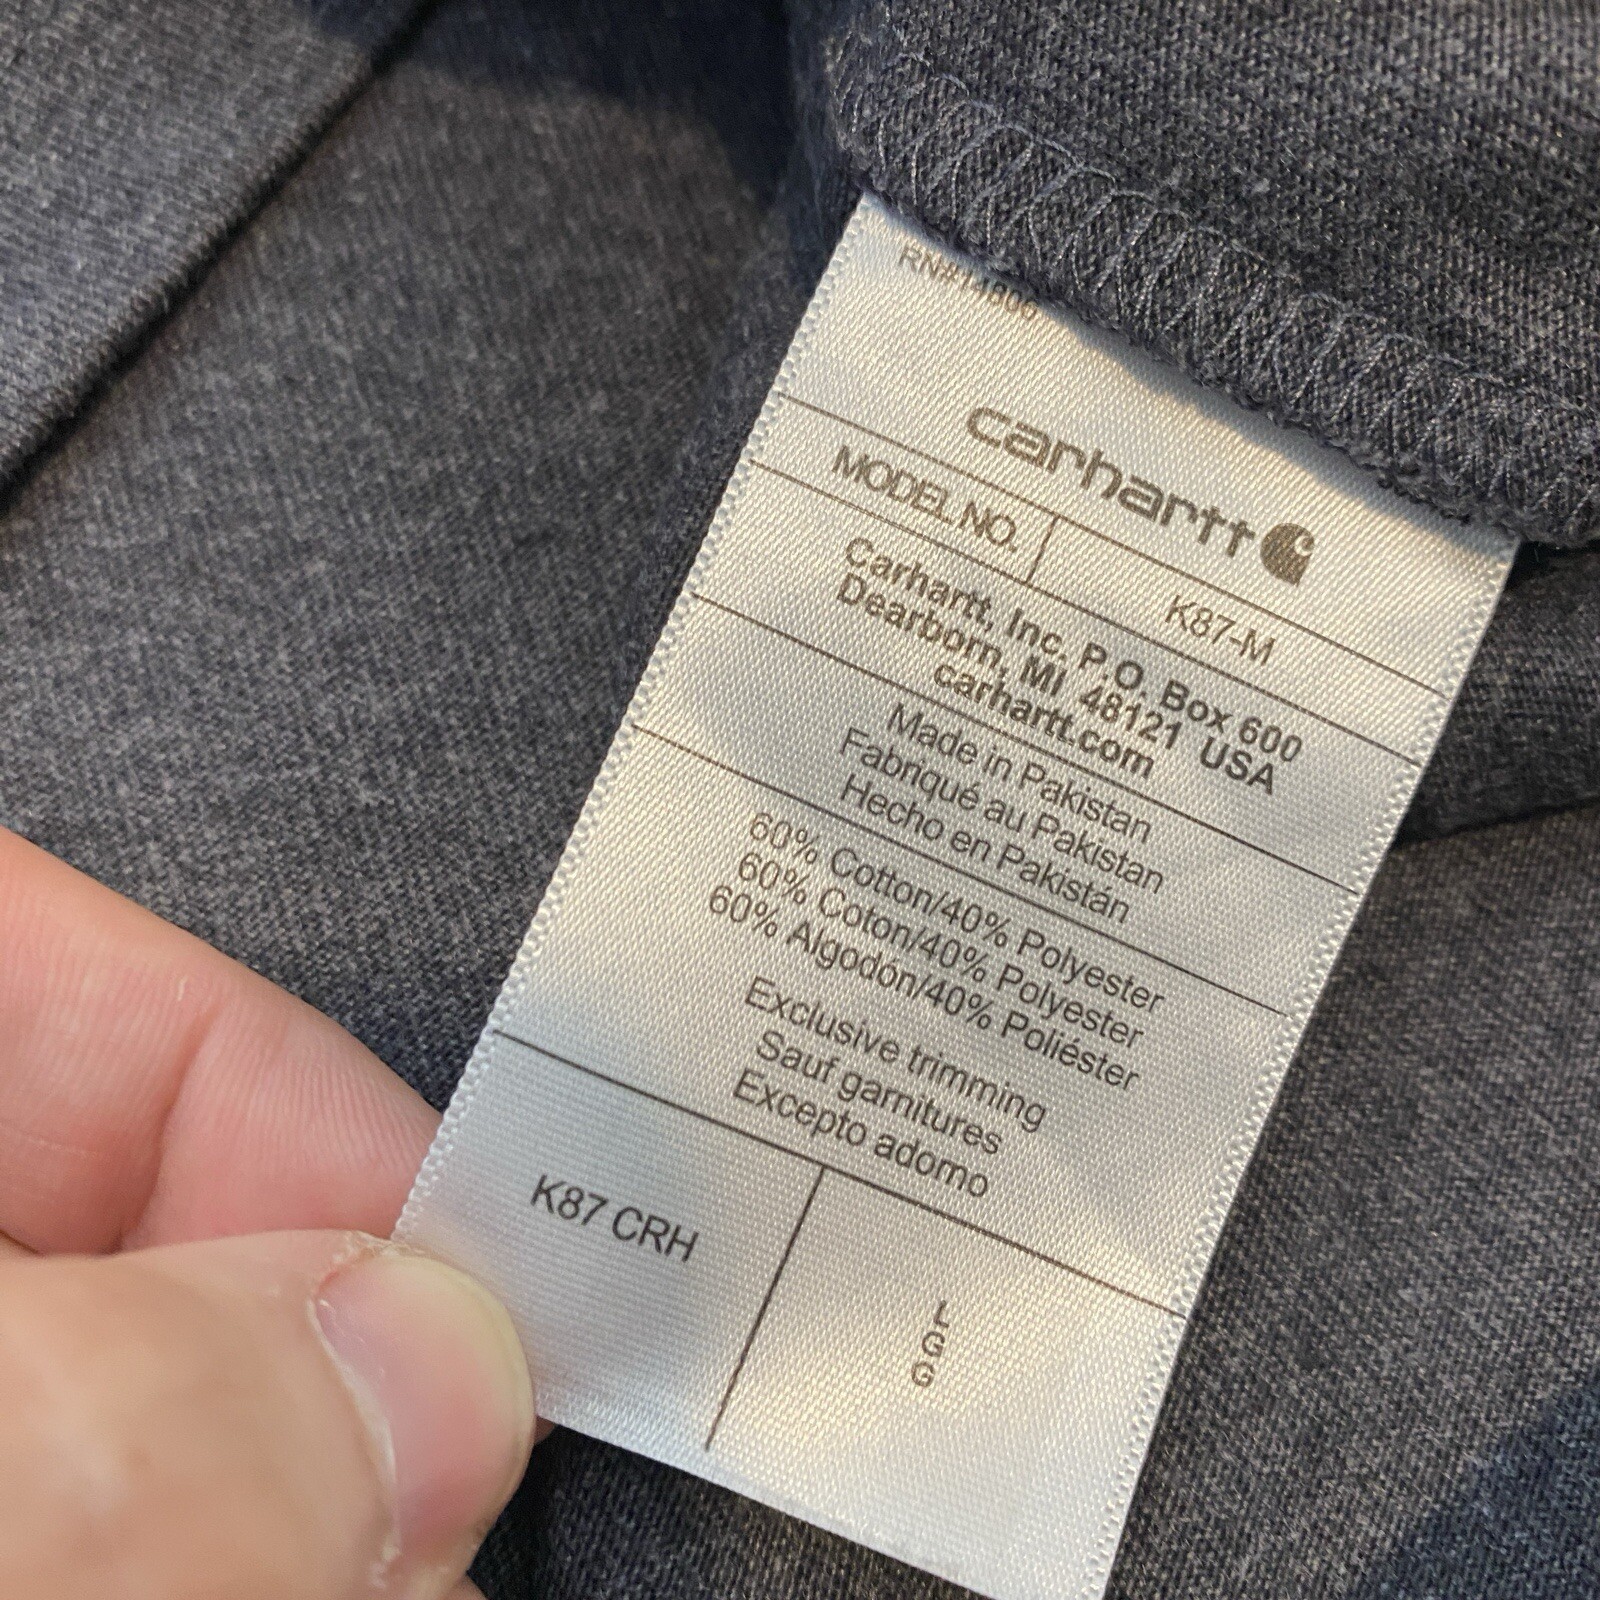 carhartt
MODEL NO. K87-M
Carhartt, Inc. P.O. Box 600
Dearborn, MI 48121 USA
carhartt.com
Made in Pakistan
Fabriqué au Pakistan
Hecho en Pakistán
60% Cotton/40% Polyester
60% Coton/40% Polyester
60% Algodón/40% Poliéster
Exclusive trimming
Sauf garnitures
Excepto adorno
K87 CRH
L
G
G